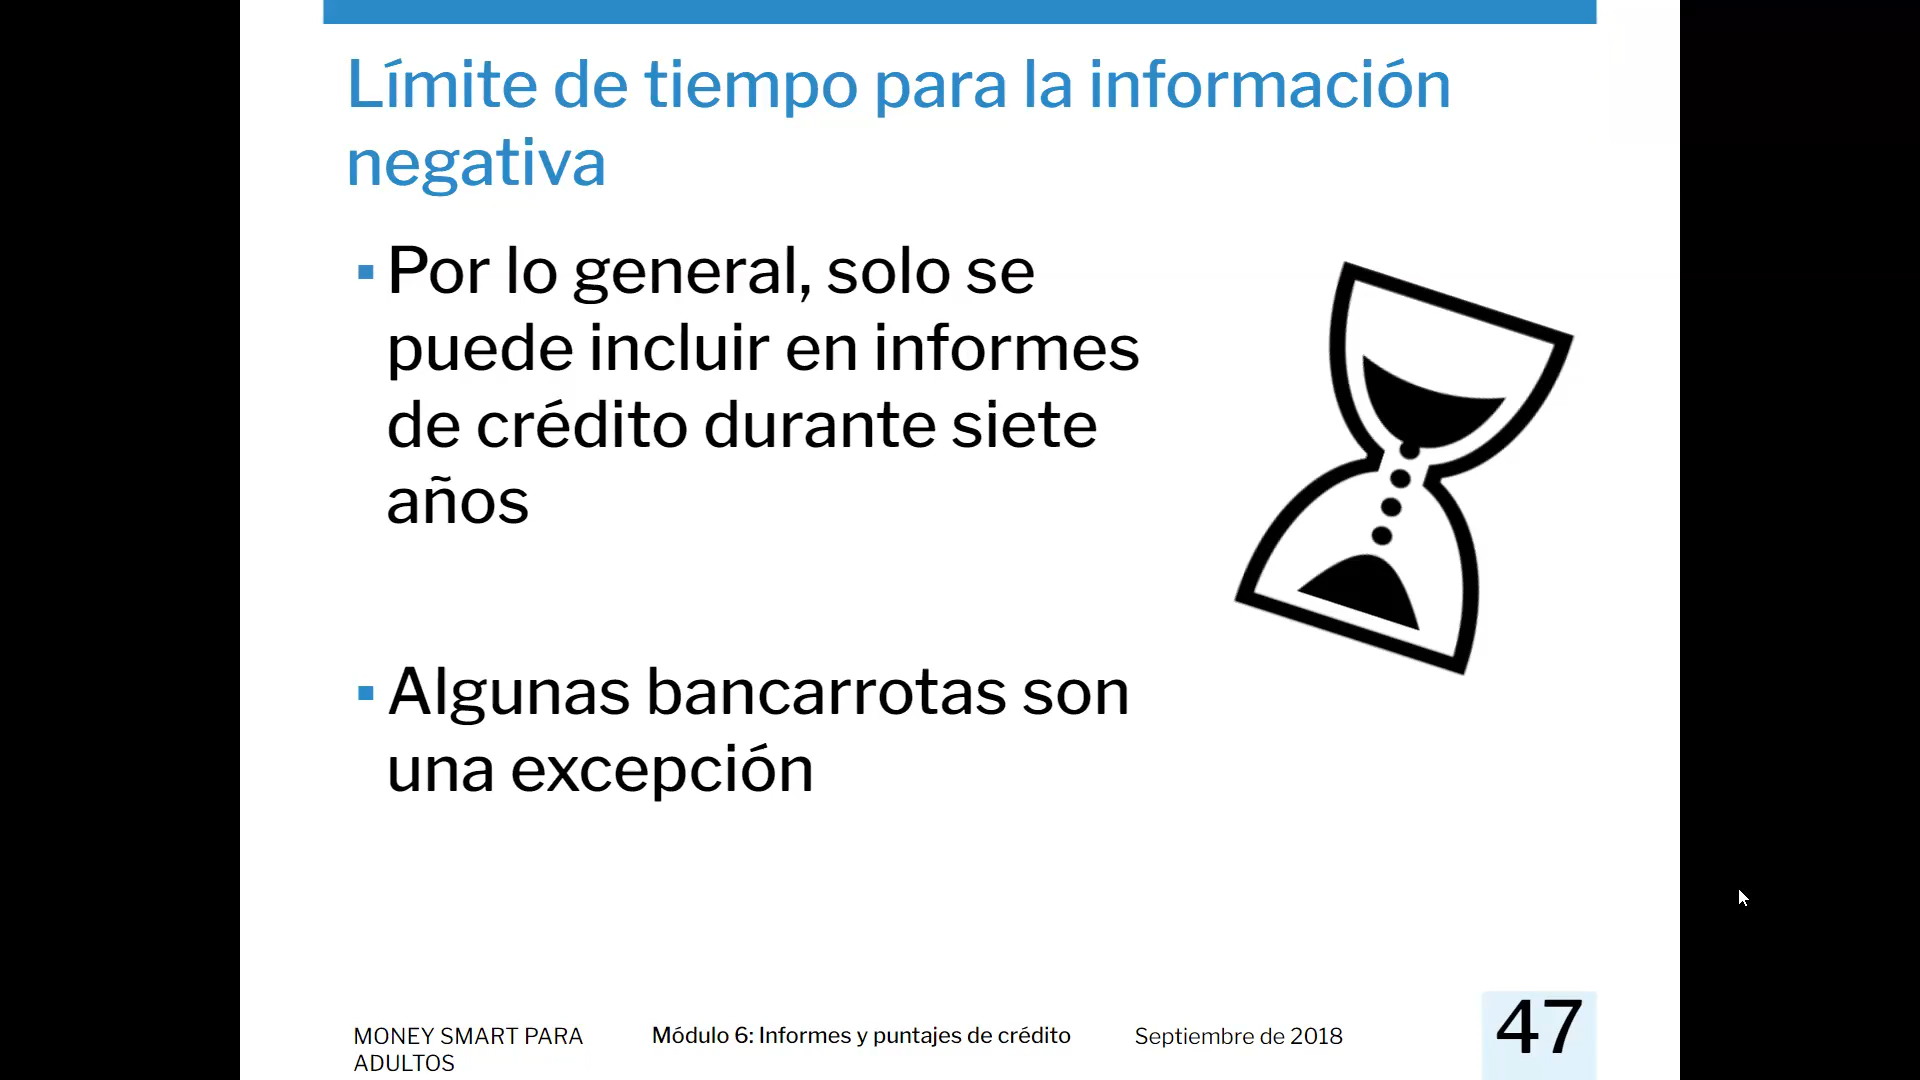 Límite de tiempo para la información
negativa
▪ Por lo general, solo se
puede incluir en informes
de crédito durante siete
años
▪ Algunas bancarrotas son
una excepción
MONEY SMART PARA
ADULTOS
Módulo 6: Informes y puntajes de crédito
Septiembre de 2018
47